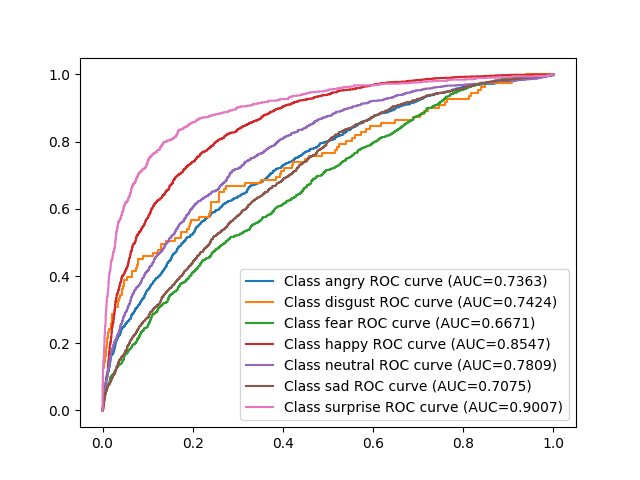 1.0
0.8
0.6
0.4
0.2
0.0
0.0 0.2 0.4 0.6 0.8 1.0
Class angry ROC curve (AUC=0.7363)
Class disgust ROC curve (AUC=0.7424)
Class fear ROC curve (AUC=0.6671)
Class happy ROC curve (AUC=0.8547)
Class neutral ROC curve (AUC=0.7809)
Class sad ROC curve (AUC=0.7075)
Class surprise ROC curve (AUC=0.9007)